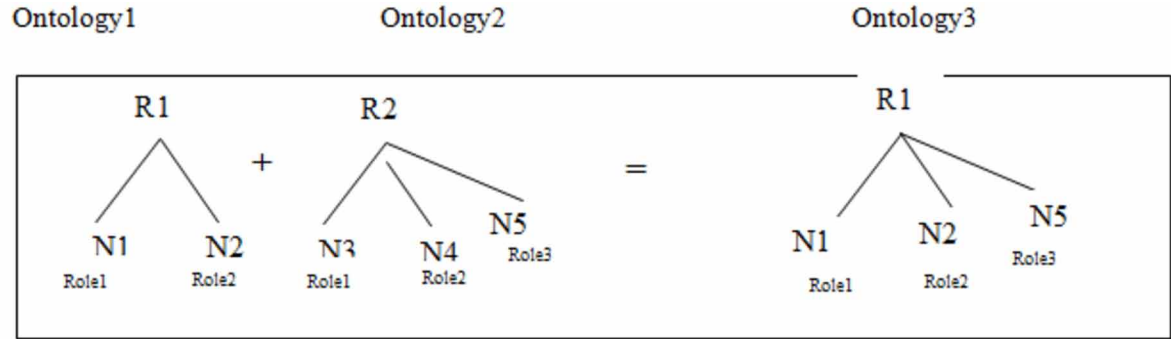 Ontology1 Ontology2 Ontology3
R1 R2 R1
+ =
N1 N2 N3 N4 N5 N1 N2 N5
Role1 Role2 Role1 Role2 Role3 Role1 Role2 Role3